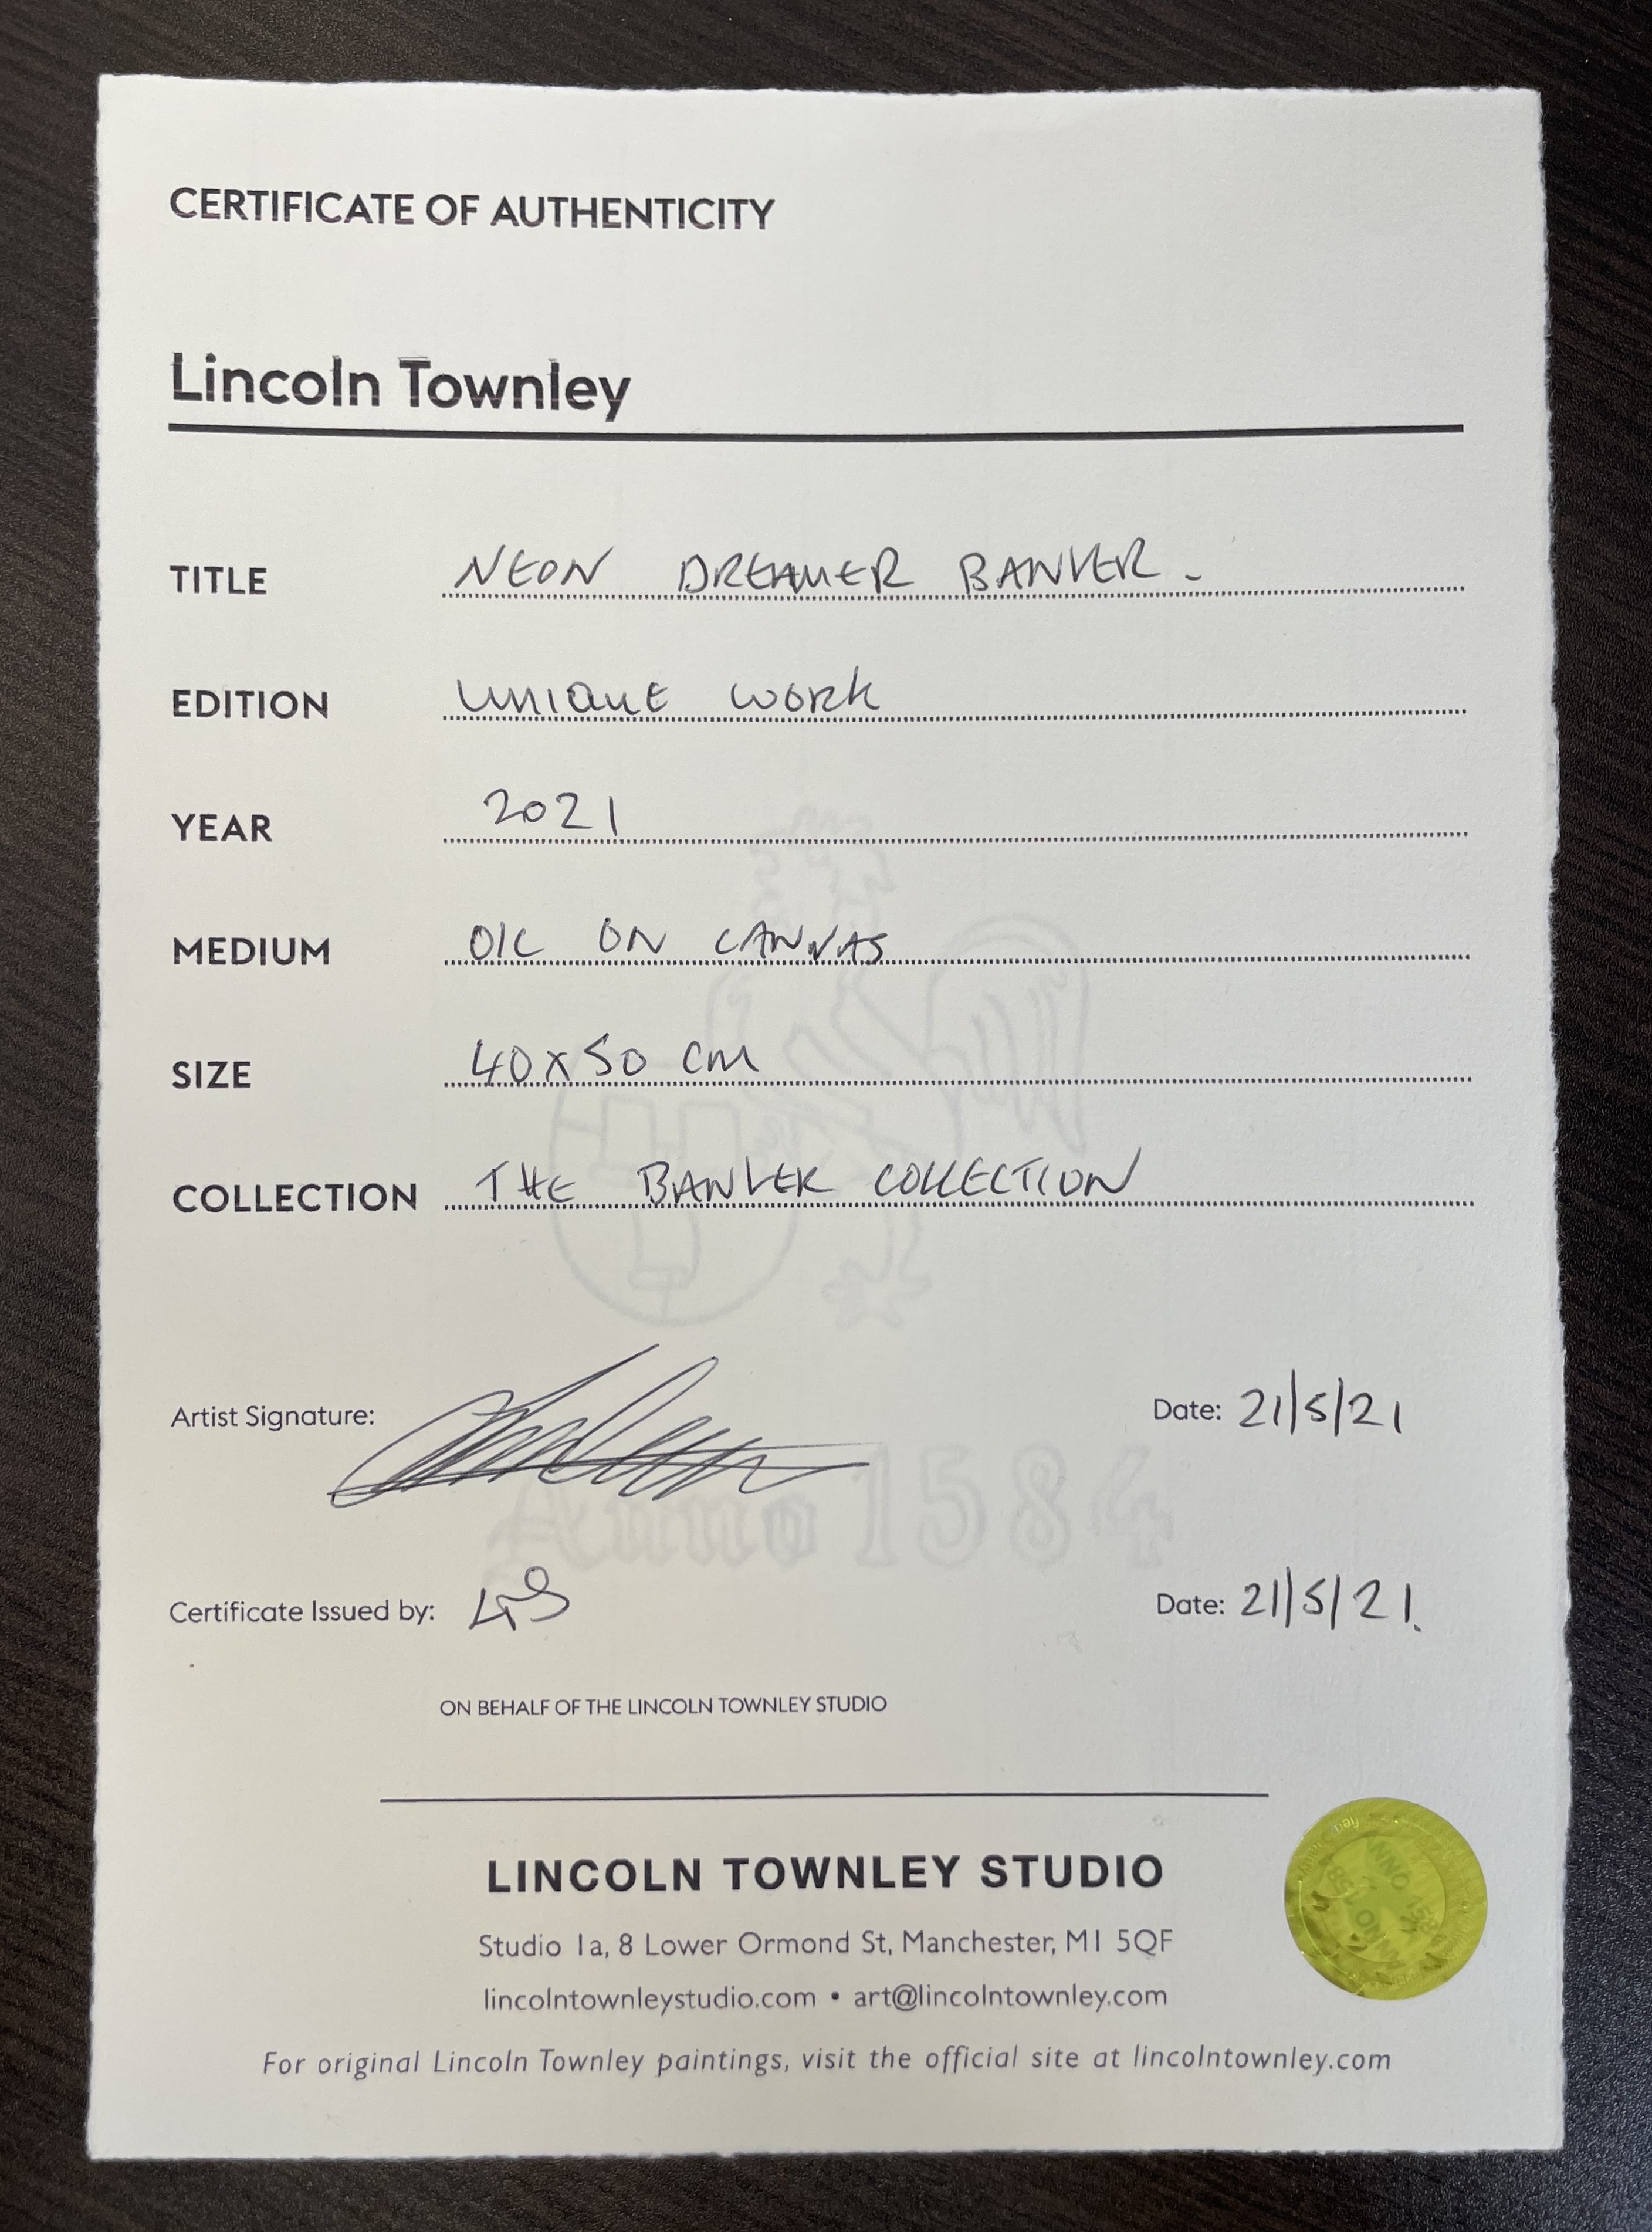 CERTIFICATE OF AUTHENTICITY
Lincoln Townley
TITLE NEON DREAMER BANKER -
EDITION UNIQUE WORK
YEAR 2021
MEDIUM OIL ON CANVAS
SIZE 40x50 cm
COLLECTION THE BANKER COLLECTION
Artist Signature: Date: 21/5/21
Anno 1584
Certificate Issued by: Date: 21/5/21.
ON BEHALF OF THE LINCOLN TOWNLEY STUDIO
LINCOLN TOWNLEY STUDIO
Studio 1a, 8 Lower Ormond St, Manchester, M1 5QF
lincolntownleystudio.com • art@lincolntownley.com
For original Lincoln Townley paintings, visit the official site at lincolntownley.com